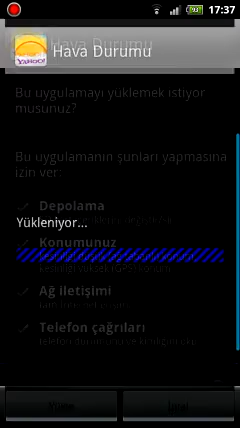 17:37
YAHOO!
Hava Durumu
Bu uygulamayı yüklemek istiyor
musunuz?
Bu uygulamanın şunları yapmasına
izin ver:
Depolama
Yükleniyor...
Konumunuz
Ağ iletişimi
Telefon çağrıları